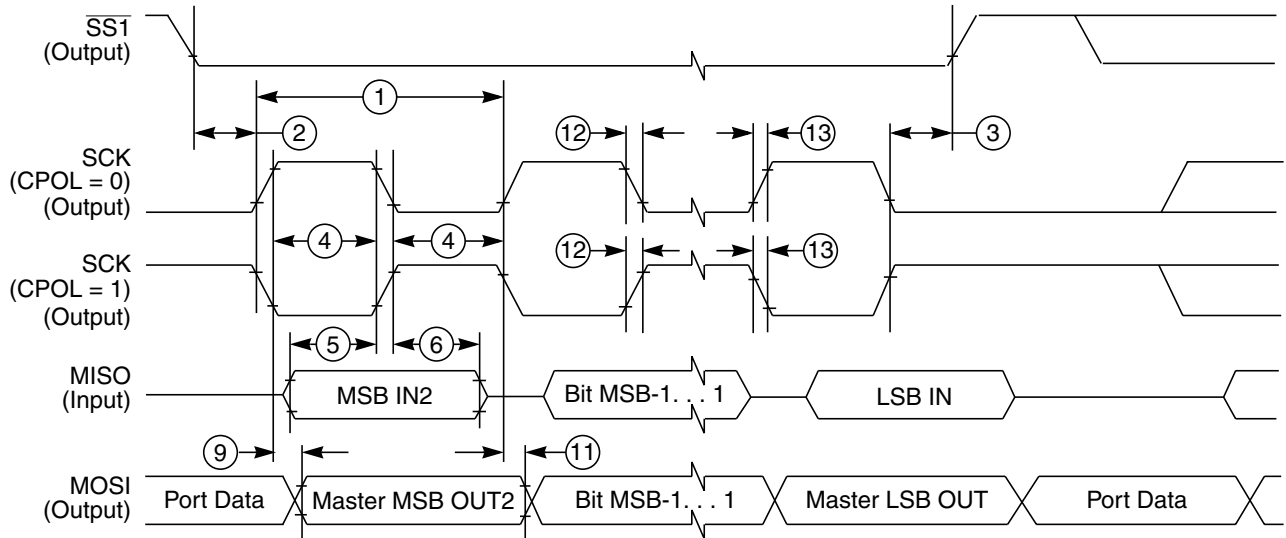 SS1
(Output)
1
2
12
13
3
SCK
(CPOL = 0)
(Output)
4
4
SCK
(CPOL = 1)
(Output)
12
13
5
6
MISO
(Input)
MSB IN2
Bit MSB-1. . . 1
LSB IN
9
11
MOSI
(Output)
Port Data
Master MSB OUT2
Bit MSB-1. . . 1
Master LSB OUT
Port Data